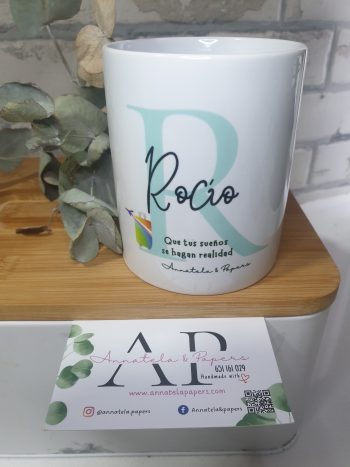 R
Rocío
Que tus sueños
se hagan realidad
Annatela & Papers
AP
Annatela & Papers
651 161 029
Handmade with
www.annatelapapers.com
@annatela.papers
Annatela&papers